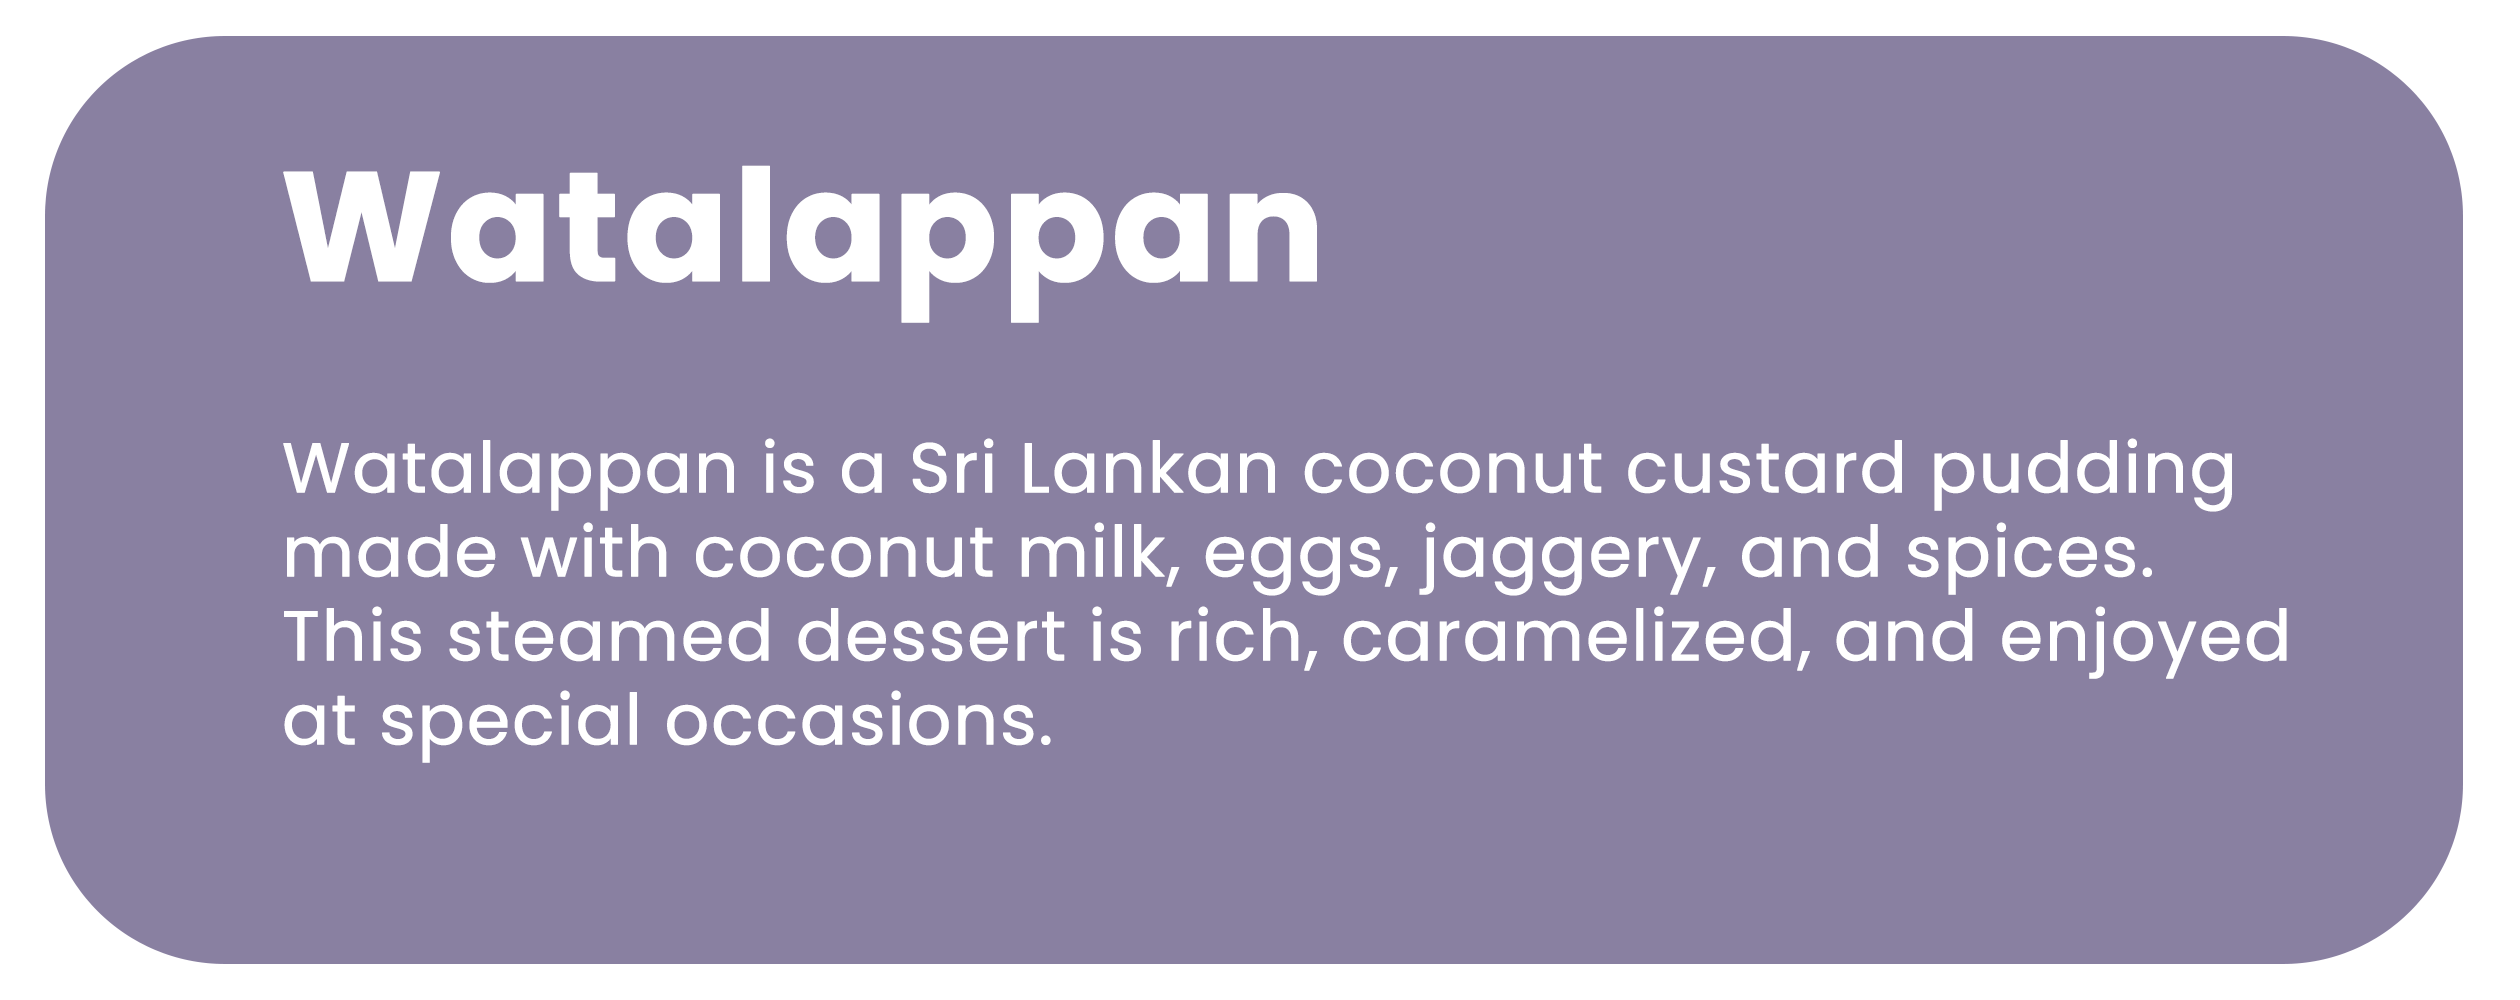 Watalappan
Watalappan is a Sri Lankan coconut custard pudding
made with coconut milk, eggs, jaggery, and spices.
This steamed dessert is rich, caramelized, and enjoyed
at special occasions.